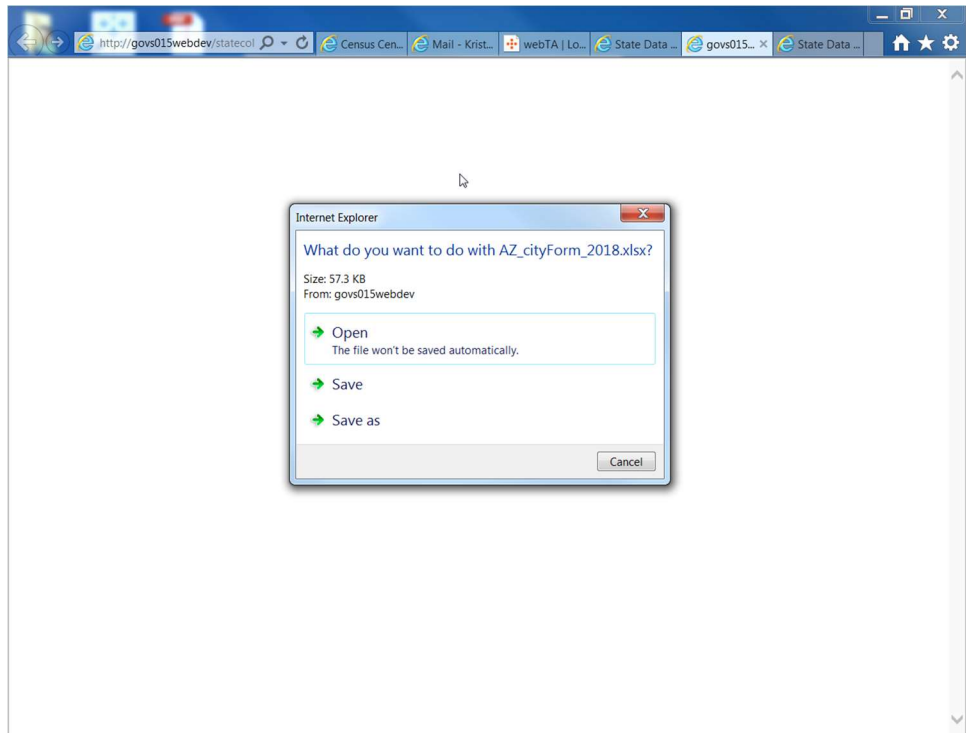 http://govs015webdev/statecol
Census Cen...
Mail - Krist...
webTA | Lo...
State Data ...
govs015...
State Data ...
Internet Explorer
What do you want to do with AZ_cityForm_2018.xlsx?
Size: 57.3 KB
From: govs015webdev
Open
The file won't be saved automatically.
Save
Save as
Cancel